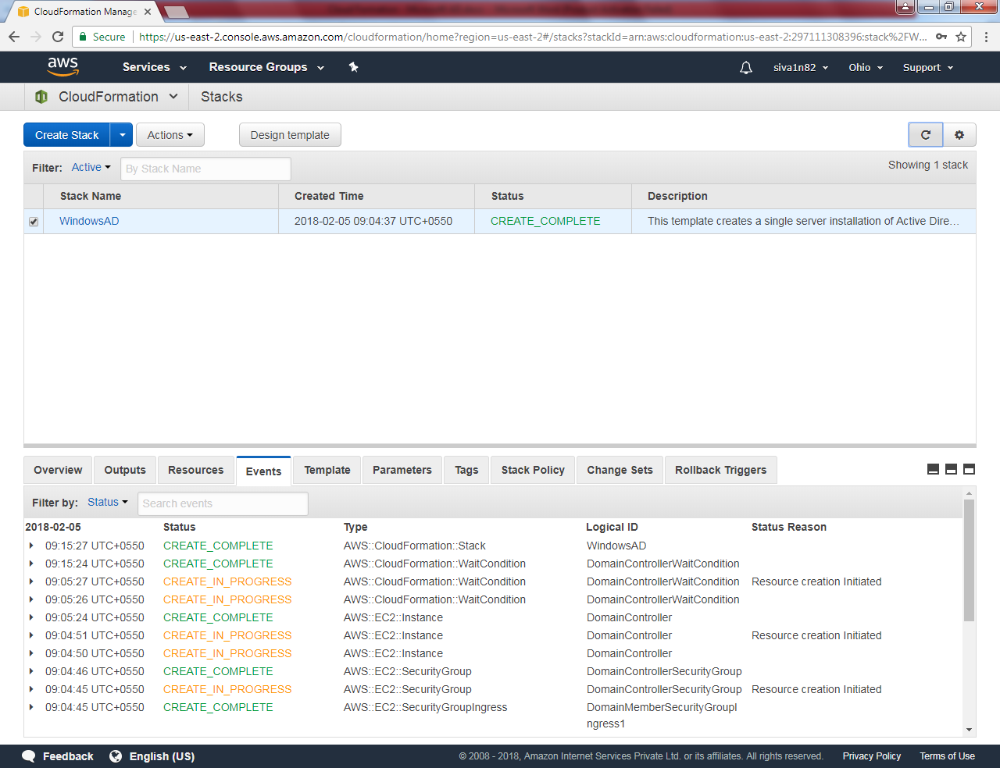 CloudFormation Manage
Secure https://us-east-2.console.aws.amazon.com/cloudformation/home?region=us-east-2#/stacks?stackId=arn:aws:cloudformation:us-east-2:297111308396:stack%2FW...
aws Services Resource Groups siva1n82 Ohio Support
CloudFormation Stacks
Create Stack Actions Design template
Filter: Active By Stack Name Showing 1 stack
Stack Name Created Time Status Description
WindowsAD 2018-02-05 09:04:37 UTC+0550 CREATE_COMPLETE This template creates a single server installation of Active Dire...
Overview Outputs Resources Events Template Parameters Tags Stack Policy Change Sets Rollback Triggers
Filter by: Status Search events
2018-02-05 Status Type Logical ID Status Reason
09:15:27 UTC+0550 CREATE_COMPLETE AWS::CloudFormation::Stack WindowsAD
09:15:24 UTC+0550 CREATE_COMPLETE AWS::CloudFormation::WaitCondition DomainControllerWaitCondition
09:05:27 UTC+0550 CREATE_IN_PROGRESS AWS::CloudFormation::WaitCondition DomainControllerWaitCondition Resource creation Initiated
09:05:26 UTC+0550 CREATE_IN_PROGRESS AWS::CloudFormation::WaitCondition DomainControllerWaitCondition
09:05:24 UTC+0550 CREATE_COMPLETE AWS::EC2::Instance DomainController
09:04:51 UTC+0550 CREATE_IN_PROGRESS AWS::EC2::Instance DomainController Resource creation Initiated
09:04:50 UTC+0550 CREATE_IN_PROGRESS AWS::EC2::Instance DomainController
09:04:46 UTC+0550 CREATE_COMPLETE AWS::EC2::SecurityGroup DomainControllerSecurityGroup
09:04:45 UTC+0550 CREATE_IN_PROGRESS AWS::EC2::SecurityGroup DomainControllerSecurityGroup Resource creation Initiated
09:04:45 UTC+0550 CREATE_COMPLETE AWS::EC2::SecurityGroupIngress DomainMemberSecurityGroupI
ngress1
Feedback English (US) © 2008 - 2018, Amazon Internet Services Private Ltd. or its affiliates. All rights reserved. Privacy Policy Terms of Use